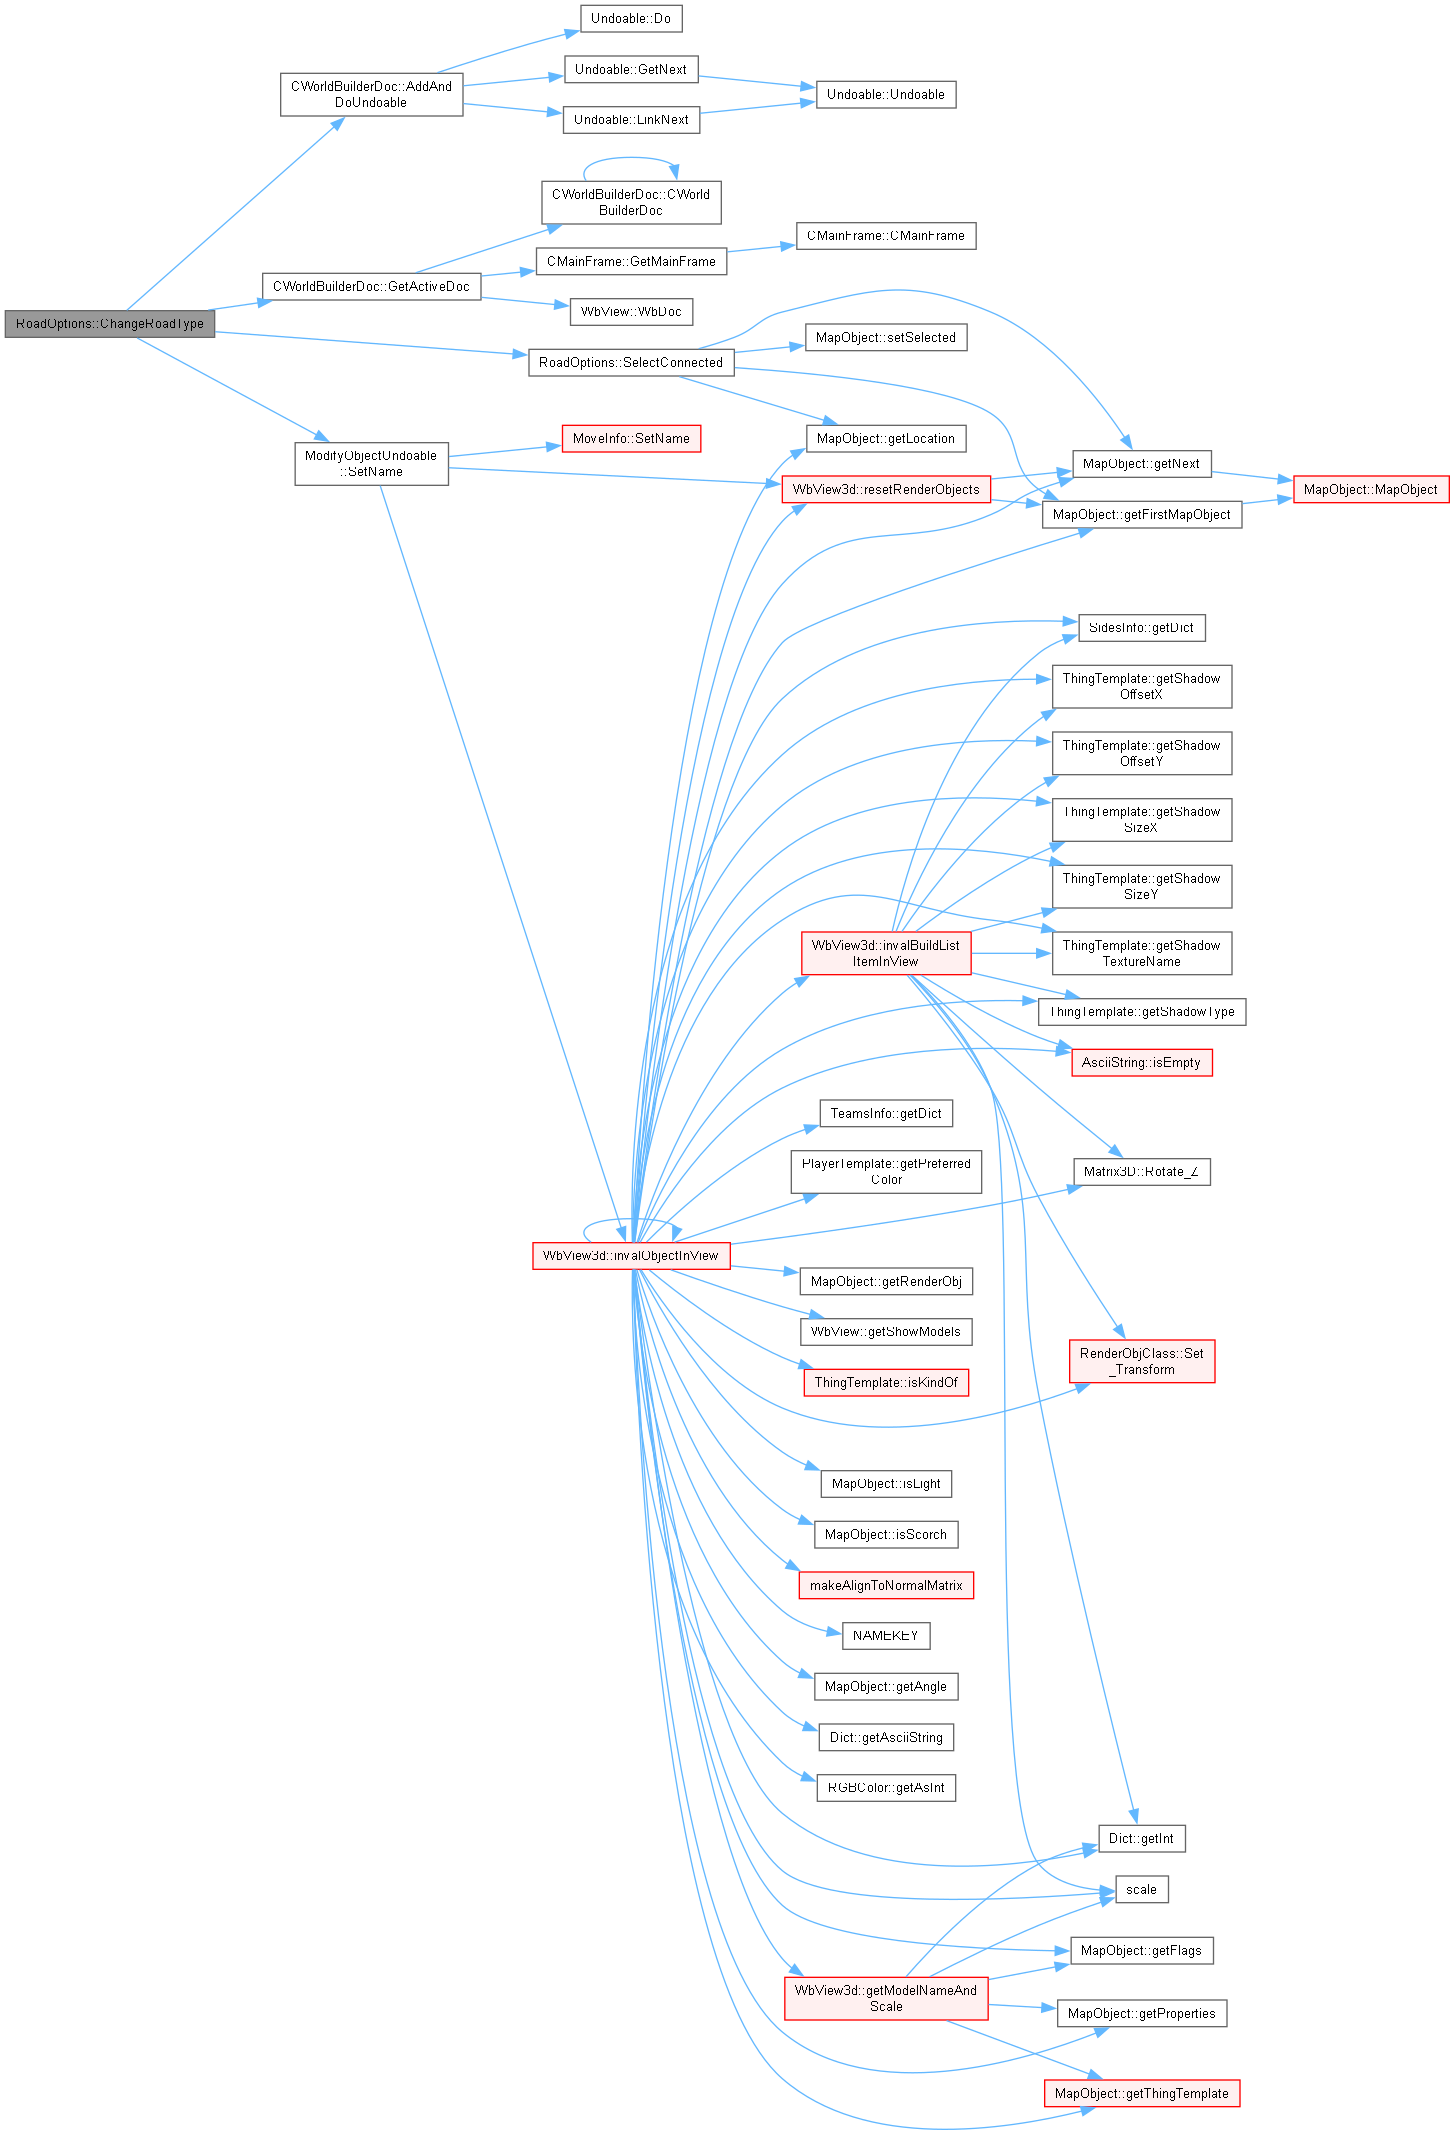 Undoable::Do
CWorldBuilderDoc::AddAnd
DoUndoable
Undoable::GetNext
Undoable::LinkNext
Undoable::Undoable
CWorldBuilderDoc::CWorld
BuilderDoc
CMainFrame::CMainFrame
CMainFrame::GetMainFrame
CWorldBuilderDoc::GetActiveDoc
WbView::WbDoc
RoadOptions::ChangeRoadType
MapObject::setSelected
RoadOptions::SelectConnected
MapObject::getLocation
MoveInfo::SetName
ModifyObjectUndoable
::SetName
MapObject::getNext
WbView3d::resetRenderObjects
MapObject::MapObject
MapObject::getFirstMapObject
SidesInfo::getDict
ThingTemplate::getShadow
OffsetX
ThingTemplate::getShadow
OffsetY
ThingTemplate::getShadow
SizeX
ThingTemplate::getShadow
SizeY
WbView3d::invalBuildList
ItemInView
ThingTemplate::getShadow
TextureName
ThingTemplate::getShadowType
AsciiString::isEmpty
TeamsInfo::getDict
PlayerTemplate::getPreferred
Color
Matrix3D::Rotate_Z
WbView3d::invalObjectInView
MapObject::getRenderObj
WbView::getShowModels
RenderObjClass::Set
_Transform
ThingTemplate::isKindOf
MapObject::isLight
MapObject::isScorch
makeAlignToNormalMatrix
NAMEKEY
MapObject::getAngle
Dict::getAsciiString
RGBColor::getAsInt
Dict::getInt
scale
MapObject::getFlags
WbView3d::getModelNameAnd
Scale
MapObject::getProperties
MapObject::getThingTemplate